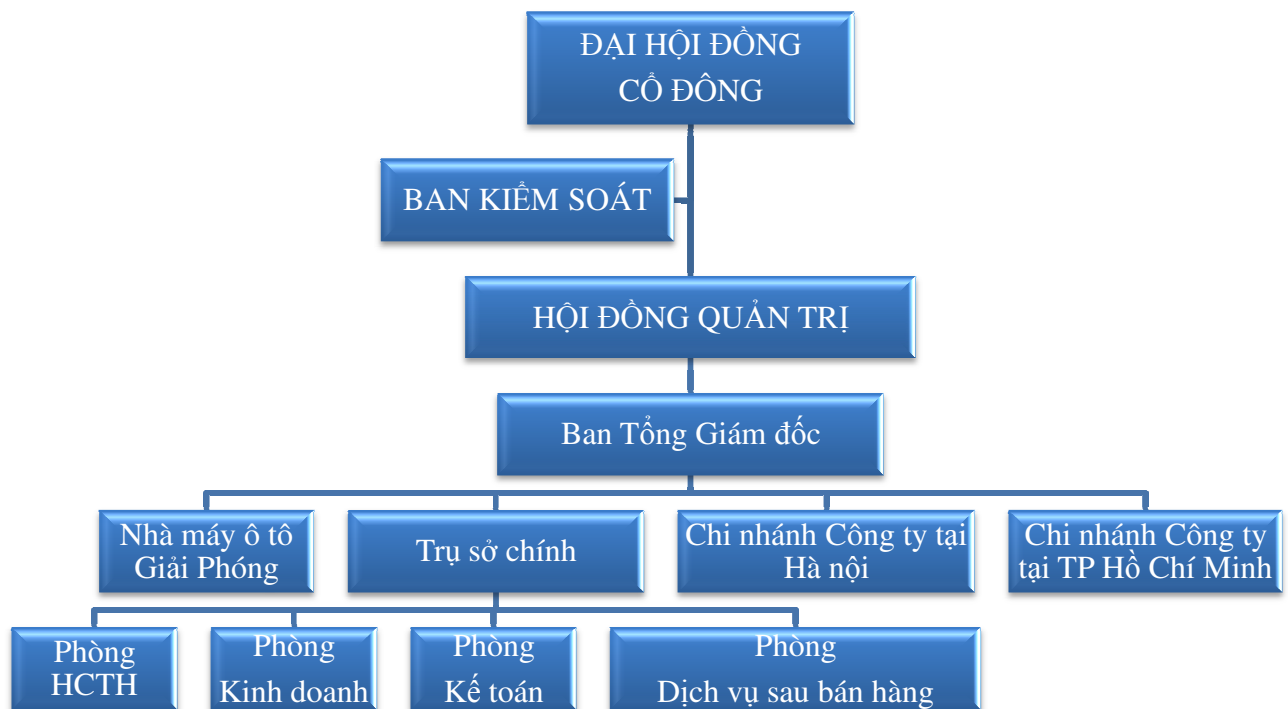 ĐẠI HỘI ĐỒNG
CỔ ĐÔNG
BAN KIỂM SOÁT
HỘI ĐỒNG QUẢN TRỊ
Ban Tổng Giám đốc
Nhà máy ô tô
Giải Phóng
Trụ sở chính
Chi nhánh Công ty tại
Hà nội
Chi nhánh Công ty
tại TP Hồ Chí Minh
Phòng
HCTH
Phòng
Kinh doanh
Phòng
Kế toán
Phòng
Dịch vụ sau bán hàng